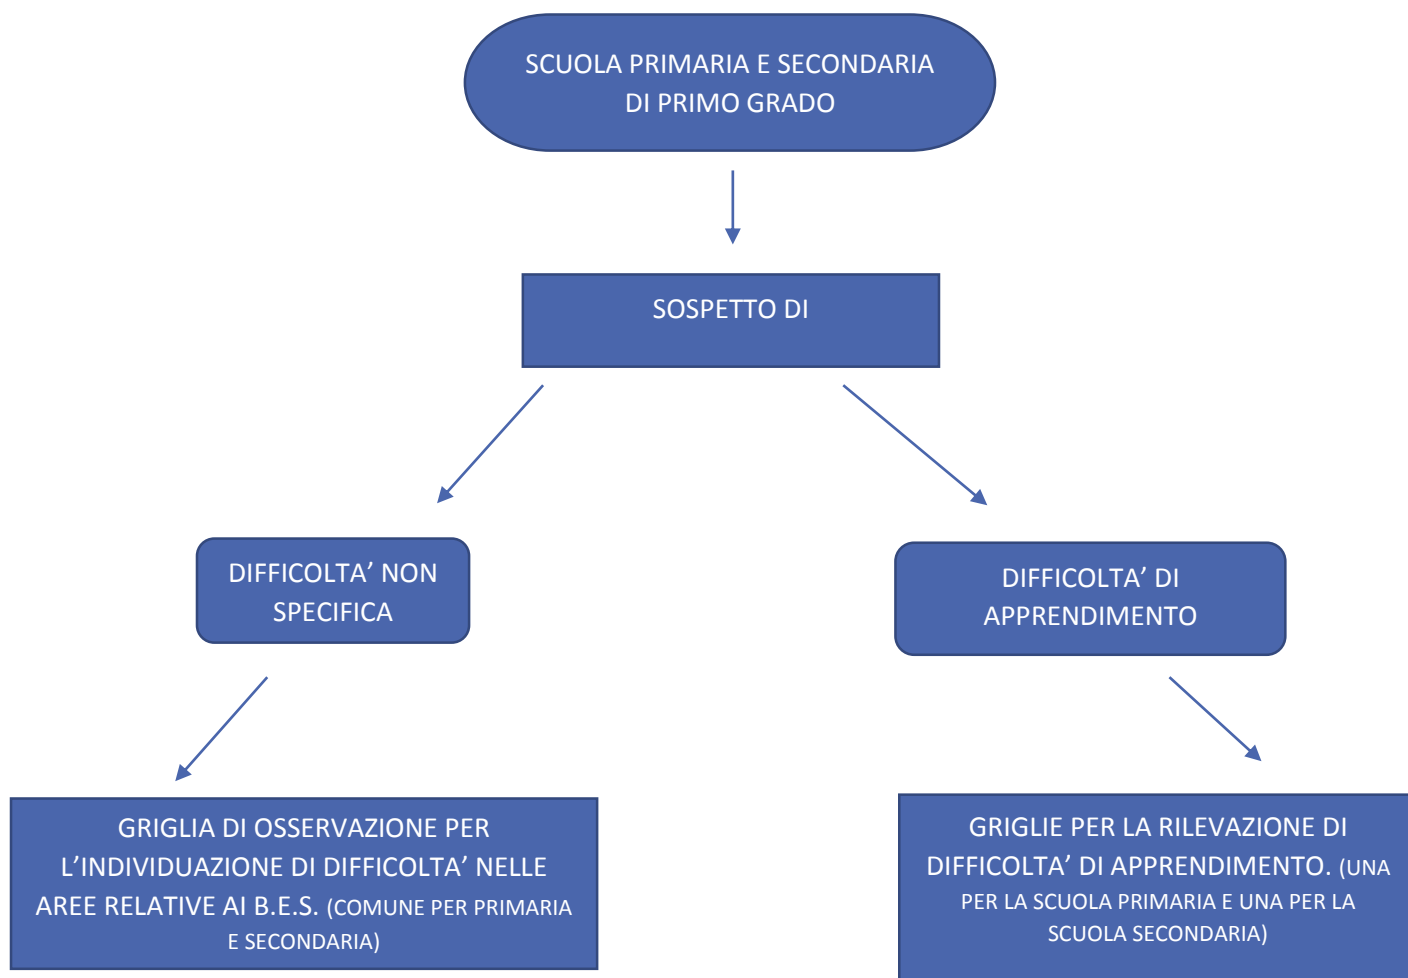 SCUOLA PRIMARIA E SECONDARIA
DI PRIMO GRADO
SOSPETTO DI
DIFFICOLTA’ NON
SPECIFICA
DIFFICOLTA’ DI
APPRENDIMENTO
GRIGLIA DI OSSERVAZIONE PER
L’INDIVIDUAZIONE DI DIFFICOLTA’ NELLE
AREE RELATIVE AI B.E.S. (COMUNE PER PRIMARIA
E SECONDARIA)
GRIGLIE PER LA RILEVAZIONE DI
DIFFICOLTA’ DI APPRENDIMENTO. (UNA
PER LA SCUOLA PRIMARIA E UNA PER LA
SCUOLA SECONDARIA)